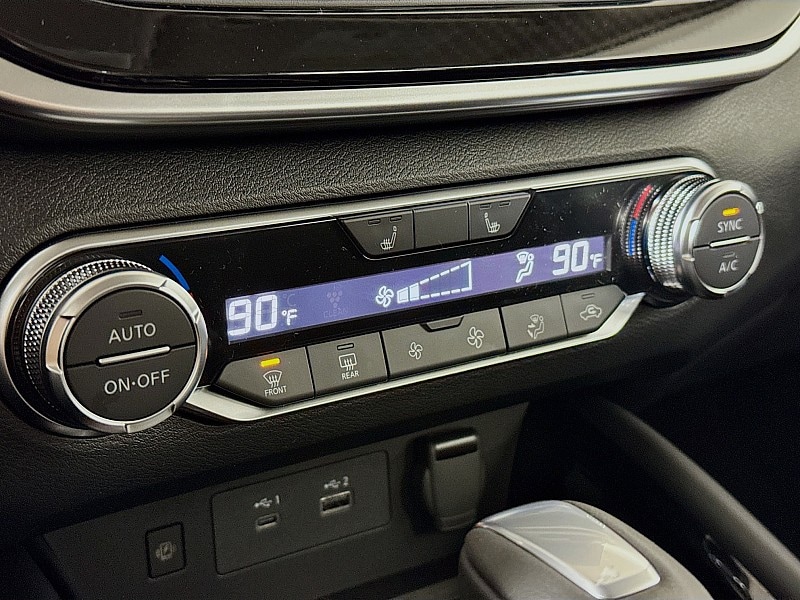 SYNC
A/C
90°F
90°F
AUTO
ON·OFF
FRONT
REAR
1
2